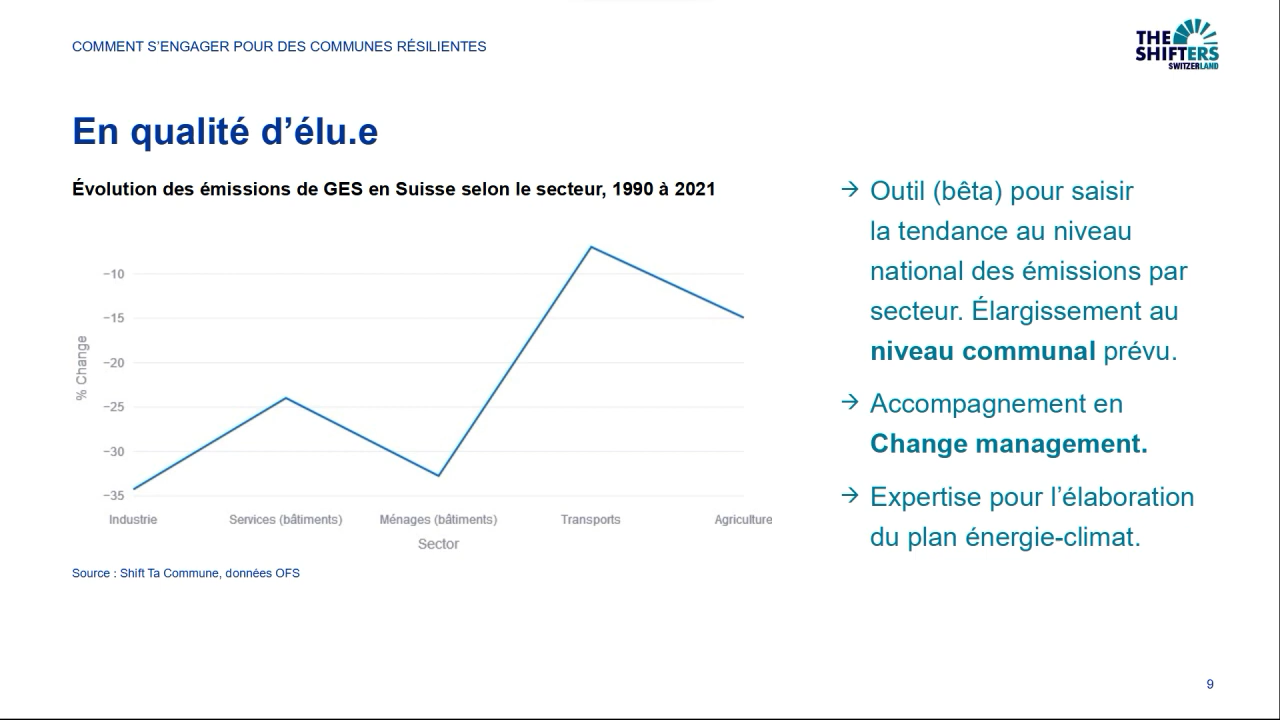 COMMENT S’ENGAGER POUR DES COMMUNES RÉSILIENTES
THE
SHIFTERS
SWITZERLAND
En qualité d’élu.e
Évolution des émissions de GES en Suisse selon le secteur, 1990 à 2021
% Change
−10
−15
−20
−25
−30
−35
Industrie
Services (bâtiments)
Ménages (bâtiments)
Transports
Agriculture
Sector
Source : Shift Ta Commune, données OFS
→ Outil (bêta) pour saisir
la tendance au niveau
national des émissions par
secteur. Élargissement au
niveau communal prévu.
→ Accompagnement en
Change management.
→ Expertise pour l’élaboration
du plan énergie-climat.
9